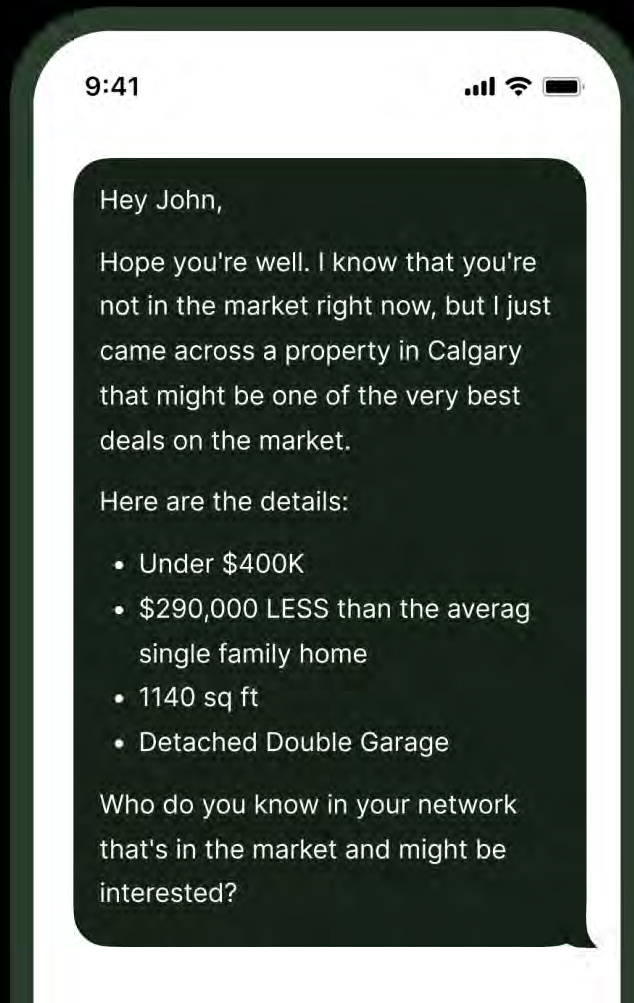 9:41
Hey John,
Hope you're well. I know that you're
not in the market right now, but I just
came across a property in Calgary
that might be one of the very best
deals on the market.
Here are the details:
• Under $400K
• $290,000 LESS than the averag
single family home
• 1140 sq ft
• Detached Double Garage
Who do you know in your network
that's in the market and might be
interested?